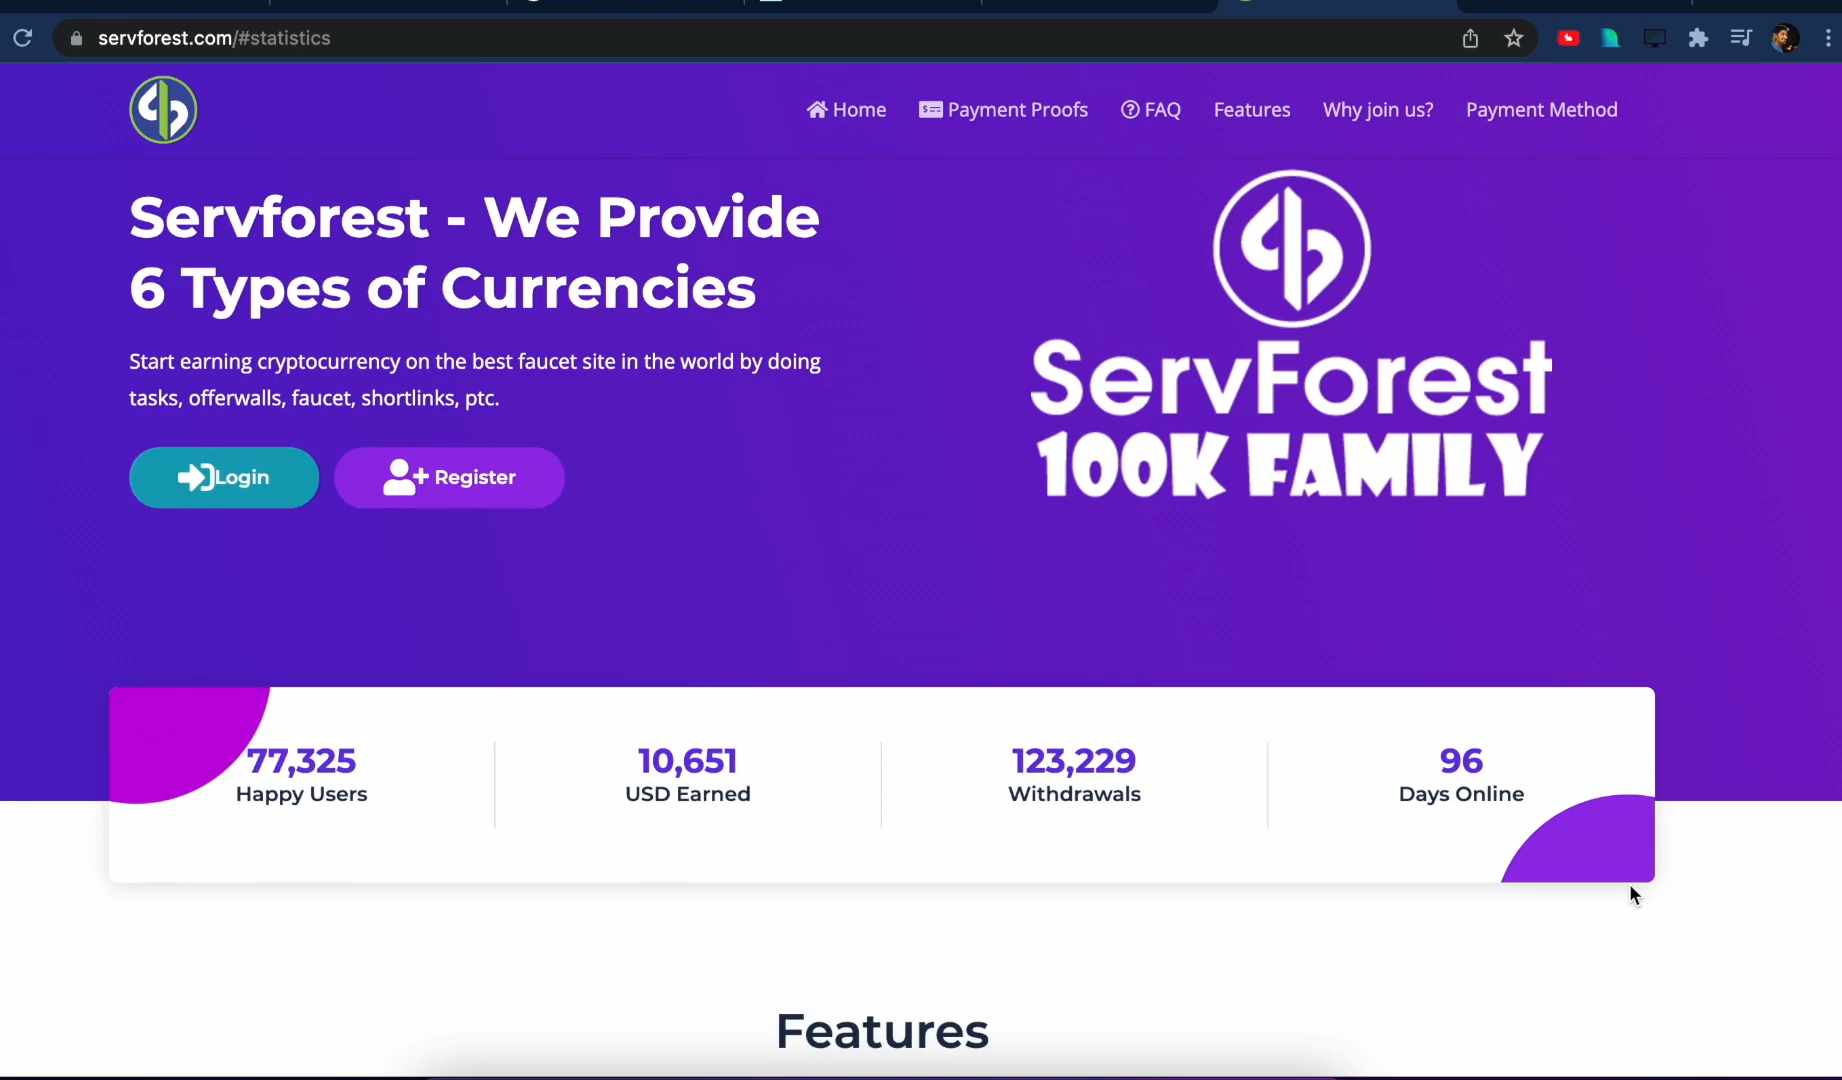 servforest.com/#statistics
Home Payment Proofs FAQ Features Why join us? Payment Method
Servforest - We Provide
6 Types of Currencies
Start earning cryptocurrency on the best faucet site in the world by doing
tasks, offerwalls, faucet, shortlinks, ptc.
Login Register
ServForest
100K FAMILY
77,325 10,651 123,229 96
Happy Users USD Earned Withdrawals Days Online
Features